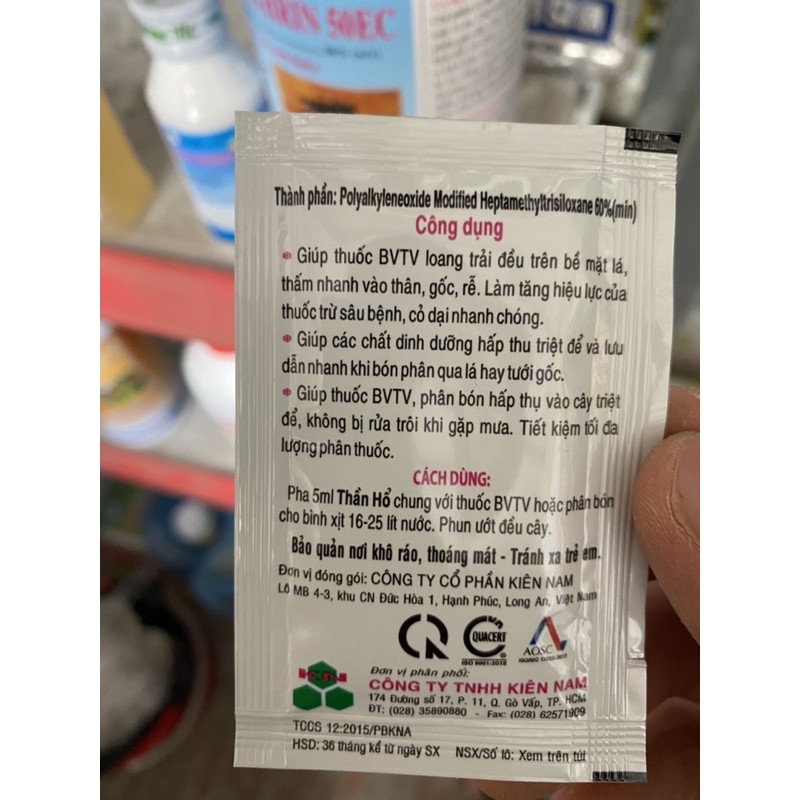 50EC
Thành phần: Polyalkyleneoxide Modified Heptamethyltrisiloxane 60%(min)
Công dụng
Giúp thuốc BVTV loang trải đều trên bề mặt lá,
thấm nhanh vào thân, gốc, rễ. Làm tăng hiệu lực của
thuốc trừ sâu bệnh, cỏ dại nhanh chóng.
Giúp các chất dinh dưỡng hấp thu triệt để và lưu
dẫn nhanh khi bón phân qua lá hay tưới gốc.
Giúp thuốc BVTV, phân bón hấp thụ vào cây triệt
để, không bị rửa trôi khi gặp mưa. Tiết kiệm tối đa
lượng phân thuốc.
CÁCH DÙNG:
Pha 5ml Thần Hổ chung với thuốc BVTV hoặc phân bón
cho bình xịt 16-25 lít nước. Phun ướt đều cây.
Bảo quản nơi khô ráo, thoáng mát - Tránh xa trẻ em.
Đơn vị đóng gói: CÔNG TY CỔ PHẦN KIÊN NAM
Lô MB 4-3, khu CN Đức Hòa 1, Hạnh Phúc, Long An, Việt Nam
QUACERT
AOSC
ISO 9001:2015
Đơn vị phân phối:
CÔNG TY TNHH KIÊN NAM
174 Đường số 17, P. 11, Q. Gò Vấp, TP. HCM
ĐT: (028) 35890880 - Fax: (028) 62571909
TCCS 12:2015/PBKNA
HSD: 36 tháng kể từ ngày SX NSX/Số lô: Xem trên túi